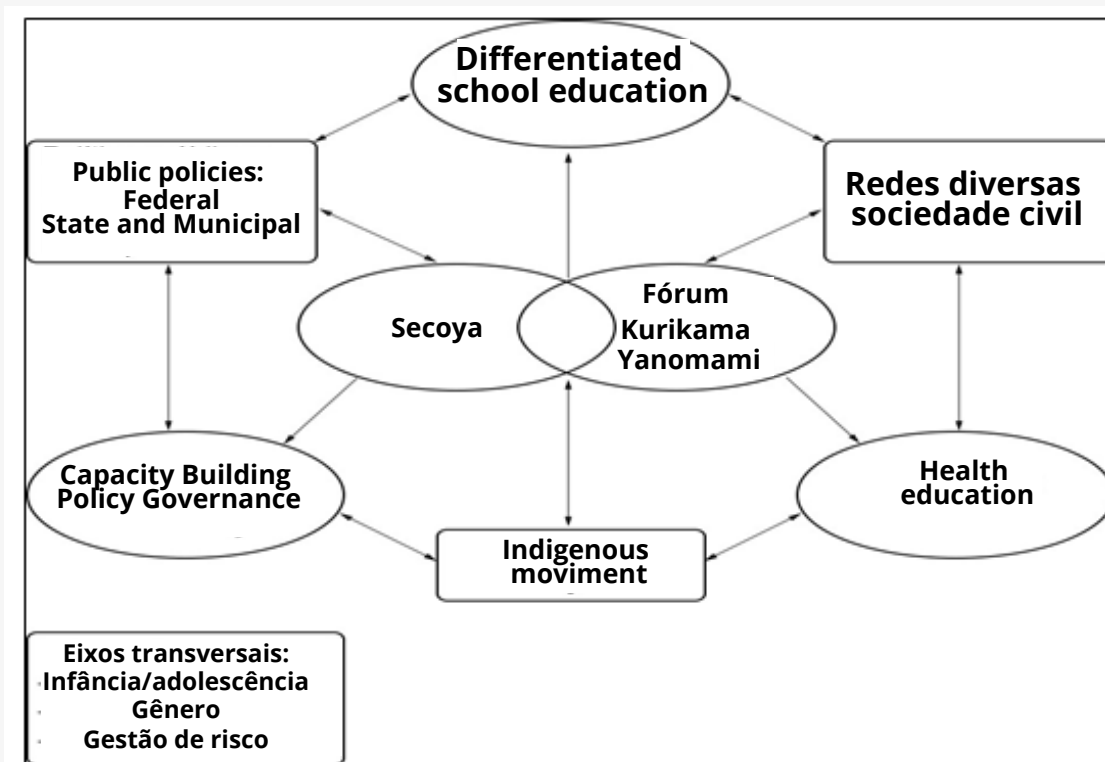 Differentiated
school education
Public policies:
Federal
State and Municipal
Redes diversas
sociedade civil
Secoya
Fórum
Kurikama
Yanomami
Capacity Building
Policy Governance
Health
education
Indigenous
moviment
Eixos transversais:
Infância/adolescência
Gênero
Gestão de risco